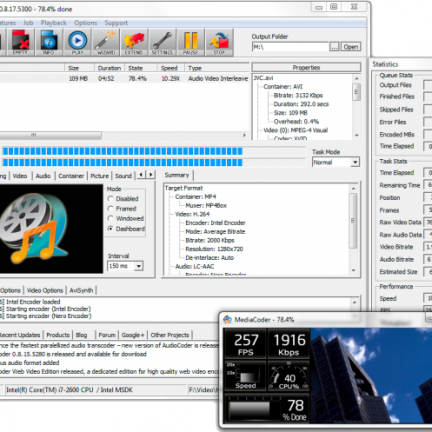 0.8.17.5300 - 78.4% done
Job Playback Options Support
EMPTY INFO PLAY WIZARD EXTEND SETTINGS PAUSE STOP
Output Folder
M:\ ... Open
Size Duration State Speed Type
109 MB 04:52 78.4% 10.29x Audio Video Interleave
Properties
JVC.avi
Container: AVI
Bitrate: 3132 Kbps
Duration: 292.0 secs
Size: 109 MB
Overhead: 0.4%
Video (0): MPEG-4 Visual
Codec: XVID
Task Mode
Normal
Video Audio Container Picture Sound
Summary
Mode
Disabled
Framed
Windowed
Dashboard
Interval
150 ms
Target Format
Container: MP4
Muxer: MP4Box
Video: H.264
Encoder: Intel Encoder
Mode: Average Bitrate
Bitrate: 2000 Kbps
Resolution: 1280x720
De-interlace: Auto
Audio: LC-AAC
Encoder: Nero Encoder
Options Video Options AviSynth
Intel Encoder loaded
Starting encoder (Intel Encoder)
Starting encoder (Nero Encoder)
Recent Updates Products Blog Forum Google+ Other Projects
the fastest parallelized audio transcoder – new version of AudioCoder is release
0.8.15.5280 is released and available for download
audio format added
Web Video Edition released, a dedicated edition for high quality web video en
Intel(R) Core(TM) i7-2600 CPU / Intel MSDK
F:\Video\
Statistics
Queue Stats
Output Files
Finished Files
Skipped Files
Error Files
Encoded MBs
Time Elapsed
Task Stats
Time Elapsed
Remaining Time
Position
Frames
Raw Video Data
Raw Audio Data
Video Bitrate
Audio Bitrate
Estimated Size
Performance
Speed
FPS
MediaCoder - 78.4%
257 FPS
1916 Kbps
20x
10x
Speed
40 CPU%
78 % Done